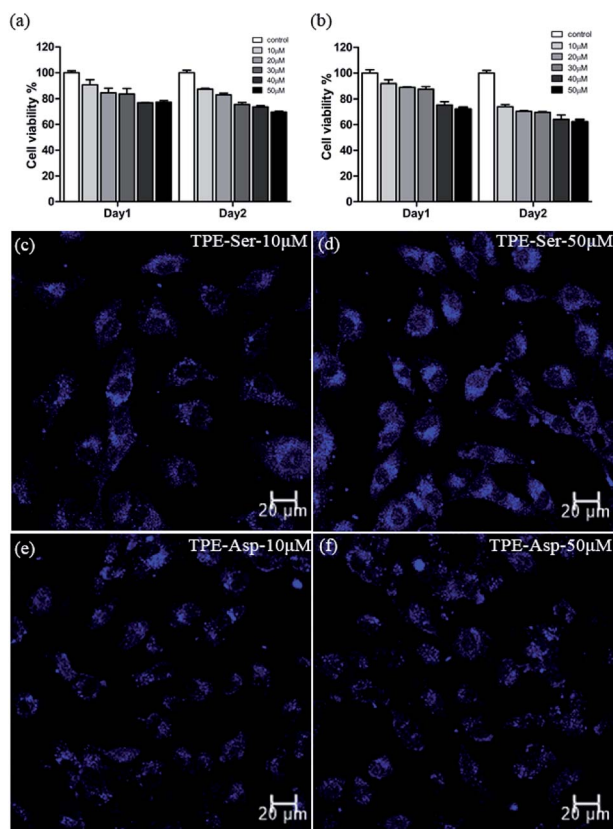 (a)
Cell viability %
120
100
80
60
40
20
0
control
10μM
20μM
30μM
40μM
50μM
Day1 Day2
(b)
Cell viability %
120
100
80
60
40
20
0
control
10μM
20μM
30μM
40μM
50μM
Day1 Day2
(c) TPE-Ser-10μM
20 μm
(d) TPE-Ser-50μM
20 μm
(e) TPE-Asp-10μM
20 μm
(f) TPE-Asp-50μM
20 μm